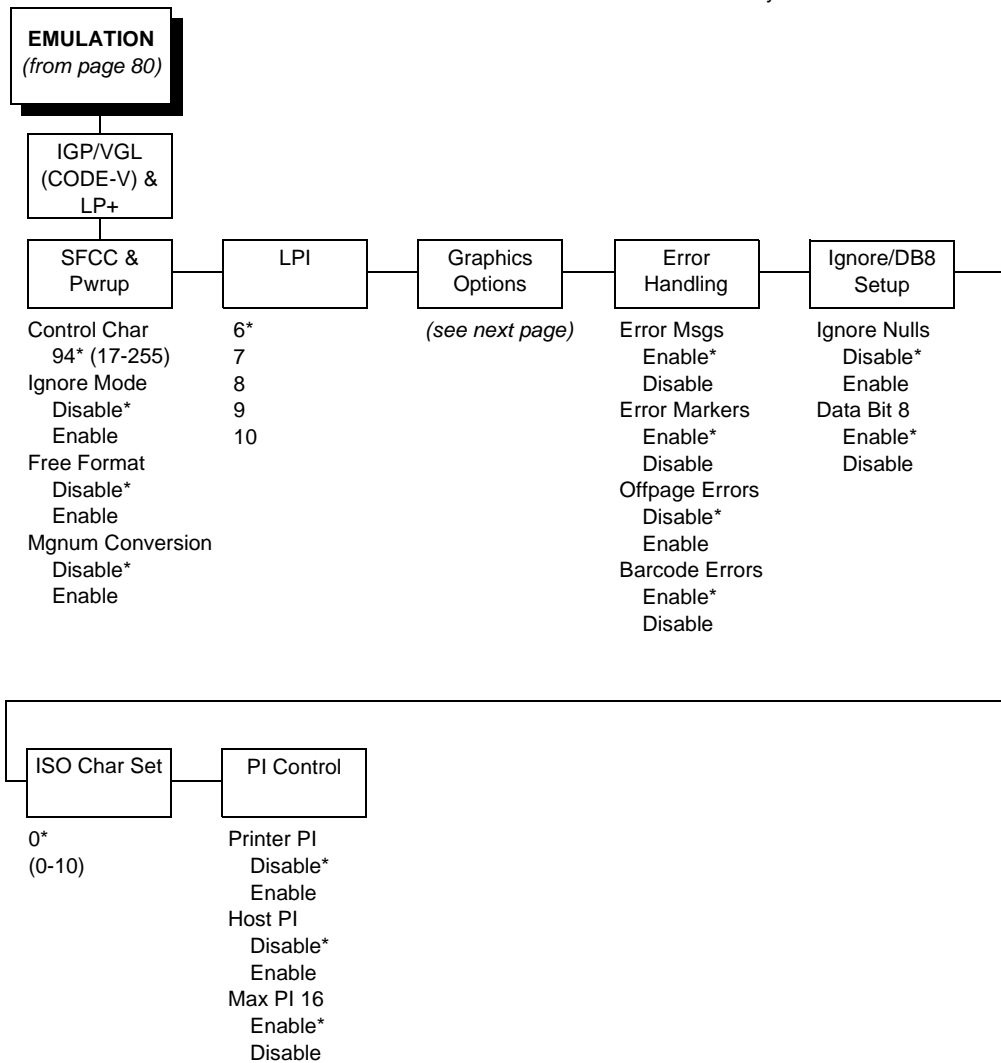 EMULATION
(from page 80)
IGP/VGL
(CODE-V) &
LP+
SFCC &
Pwrup
Control Char
94* (17-255)
Ignore Mode
Disable*
Enable
Free Format
Disable*
Enable
Mgnum Conversion
Disable*
Enable
LPI
6*
7
8
9
10
Graphics
Options
(see next page)
Error
Handling
Error Msgs
Enable*
Disable
Error Markers
Enable*
Disable
Offpage Errors
Disable*
Enable
Barcode Errors
Enable*
Disable
Ignore/DB8
Setup
Ignore Nulls
Disable*
Enable
Data Bit 8
Enable*
Disable
ISO Char Set
0*
(0-10)
PI Control
Printer PI
Disable*
Enable
Host PI
Disable*
Enable
Max PI 16
Enable*
Disable